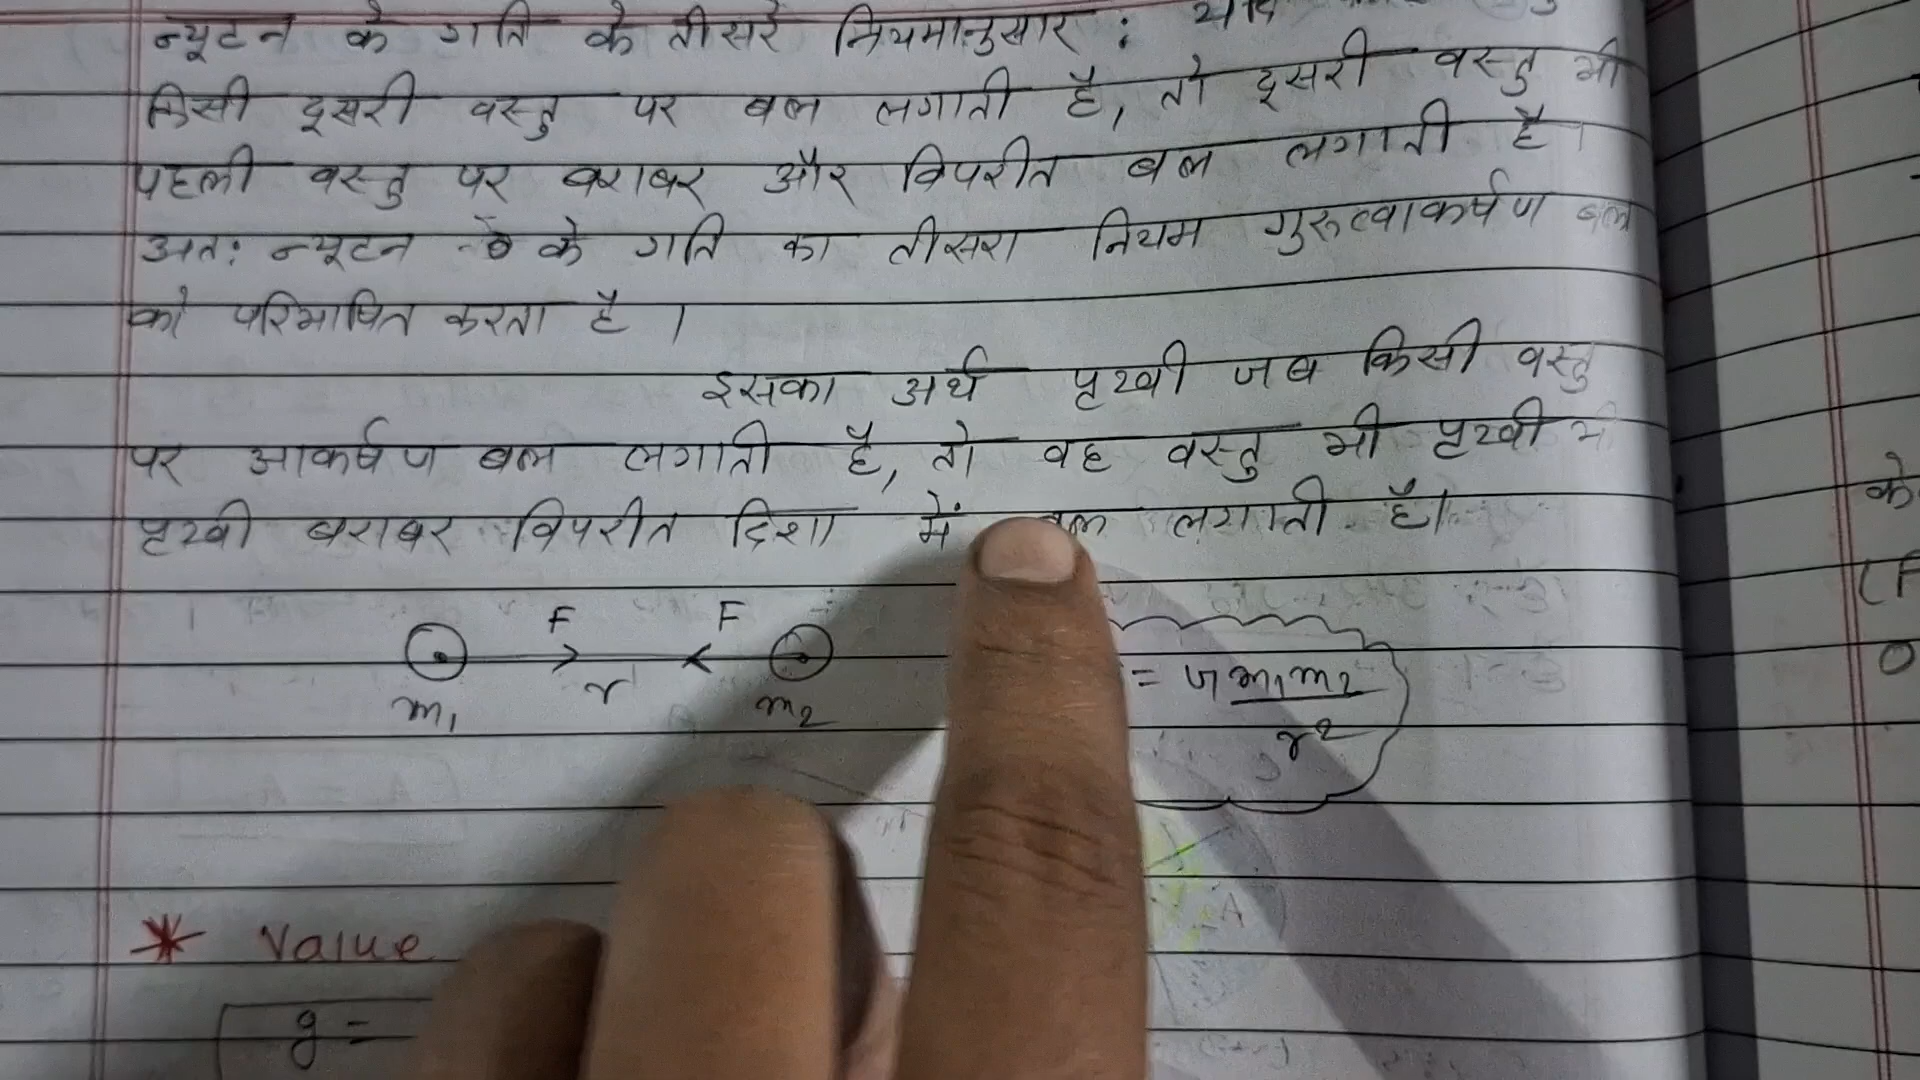 न्यूटन के गति के तीसरे नियमानुसार : यदि
किसी दूसरी वस्तु पर बल लगाती है, तो दूसरी वस्तु भी
पहली वस्तु पर बराबर और विपरीत बल लगाती है ।
अतः न्यूटन के गति का तीसरा नियम गुरुत्वाकर्षण बल
को परिभाषित करता है ।
इसका अर्थ पृथ्वी जब किसी वस्तु
पर आकर्षण बल लगाती है, तो वह वस्तु भी पृथ्वी भी
पृथ्वी बराबर विपरीत दिशा में बल लगाती है।
F F
r
m₁ m₂
= G m₁m₂
r²
* Value
g =
के
(F
A